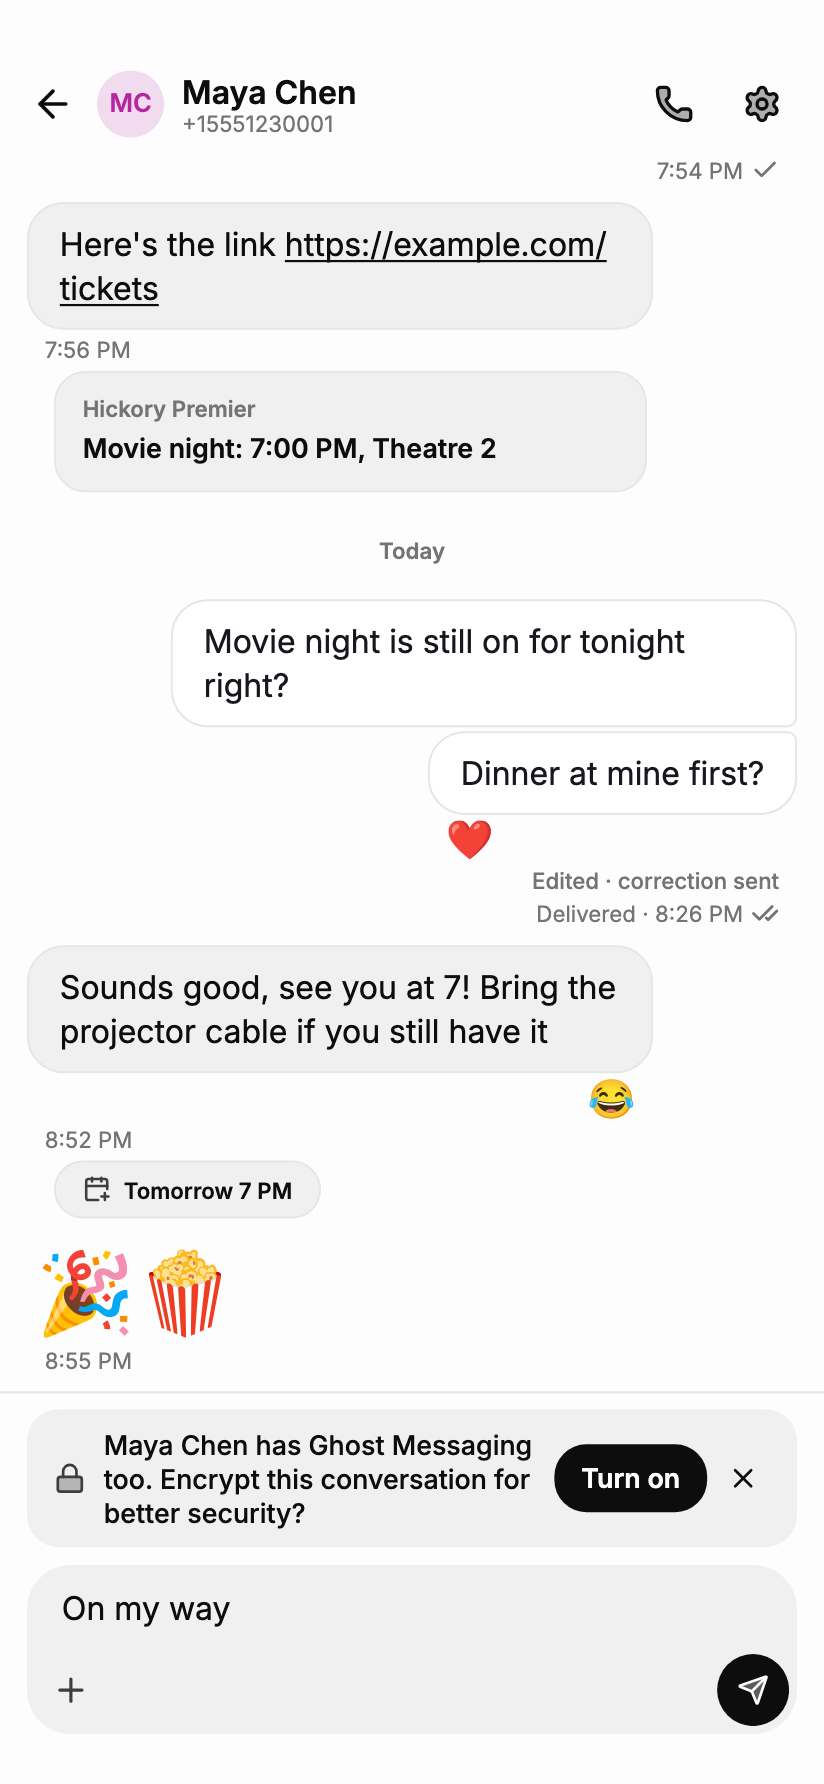 MC
Maya Chen
+15551230001
7:54 PM
Here's the link https://example.com/
tickets
7:56 PM
Hickory Premier
Movie night: 7:00 PM, Theatre 2
Today
Movie night is still on for tonight
right?
Dinner at mine first?
Edited · correction sent
Delivered · 8:26 PM
Sounds good, see you at 7! Bring the
projector cable if you still have it
8:52 PM
Tomorrow 7 PM
8:55 PM
Maya Chen has Ghost Messaging
too. Encrypt this conversation for
better security?
Turn on
On my way